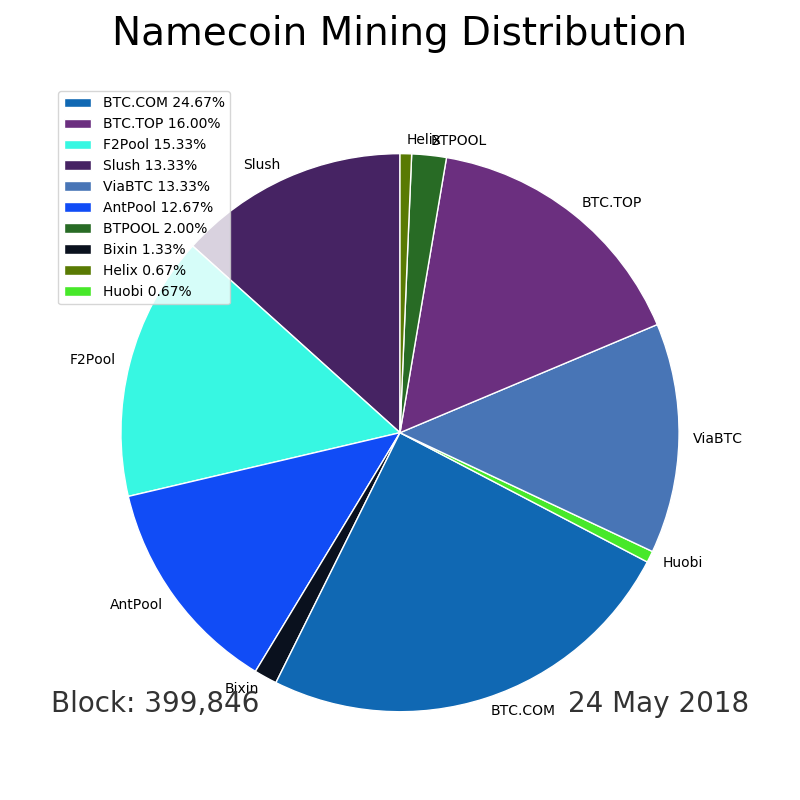 Namecoin Mining Distribution
BTC.COM 24.67%
BTC.TOP 16.00%
F2Pool 15.33%
Slush 13.33%
ViaBTC 13.33%
AntPool 12.67%
BTPOOL 2.00%
Bixin 1.33%
Helix 0.67%
Huobi 0.67%
Helix
BTPOOL
Slush
BTC.TOP
F2Pool
ViaBTC
Huobi
AntPool
Bixin
BTC.COM
Block: 399,846
24 May 2018